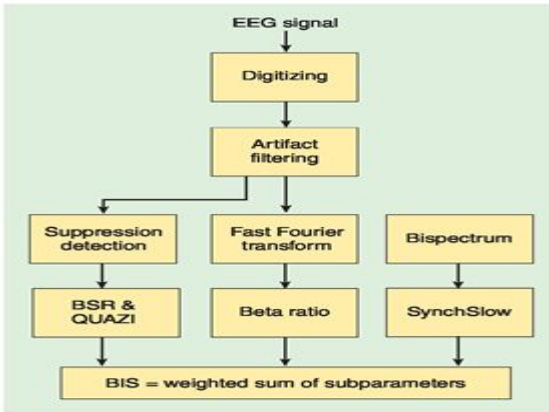 EEG signal
Digitizing
Artifact
filtering
Suppression
detection
Fast Fourier
transform
Bispectrum
BSR &
QUAZI
Beta ratio
SynchSlow
BIS = weighted sum of subparameters